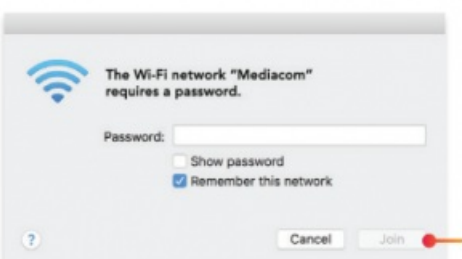 The Wi-Fi network "Mediacom"
requires a password.
Password:
Show password
Remember this network
?
Cancel
Join